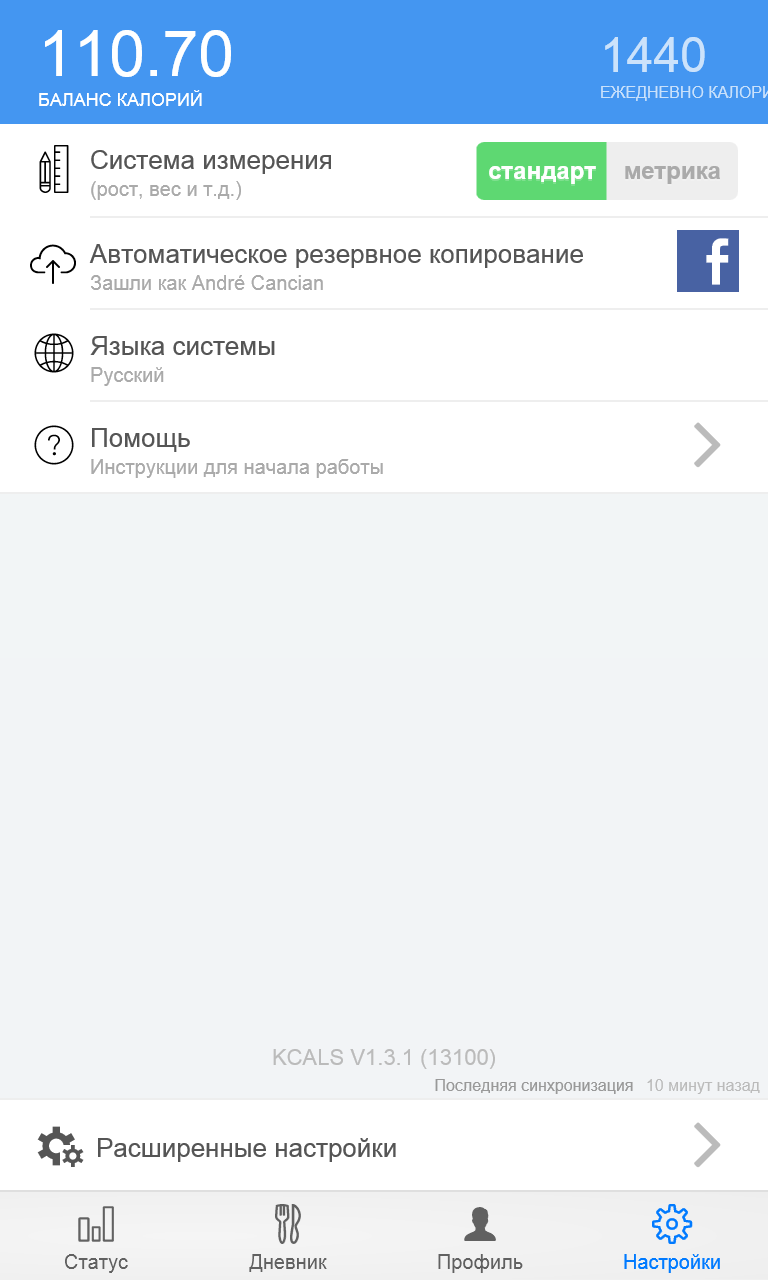 110.70
БАЛАНС КАЛОРИЙ
1440
ЕЖЕДНЕВНО КАЛОРИ
Система измерения
(рост, вес и т.д.)
стандарт метрика
Автоматическое резервное копирование
Зашли как André Cancian
f
Языка системы
Русский
?
Помощь
Инструкции для начала работы
KCALS V1.3.1 (13100)
Последняя синхронизация 10 минут назад
Расширенные настройки
Статус Дневник Профиль Настройки